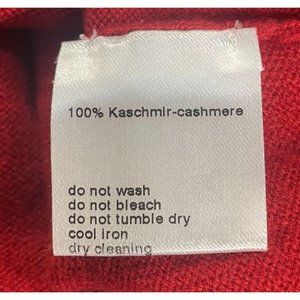 100% Kaschmir-cashmere
do not wash
do not bleach
do not tumble dry
cool iron
dry cleaning